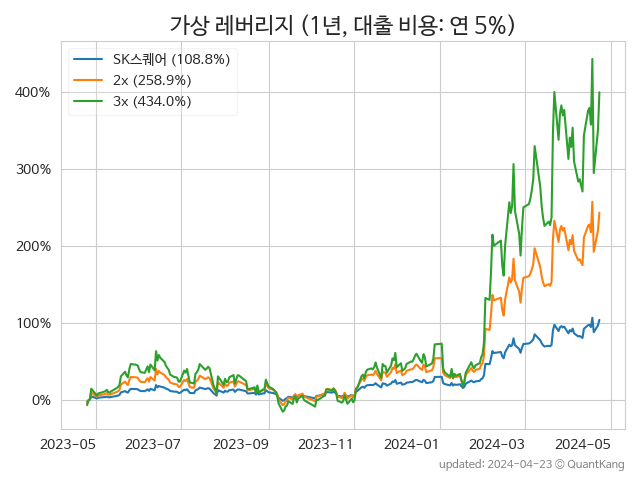 가상 레버리지 (1년, 대출 비용: 연 5%)
SK스퀘어 (108.8%)
2x (258.9%)
3x (434.0%)
400%
300%
200%
100%
0%
2023-05 2023-07 2023-09 2023-11 2024-01 2024-03 2024-05
updated: 2024-04-23 © QuantKang